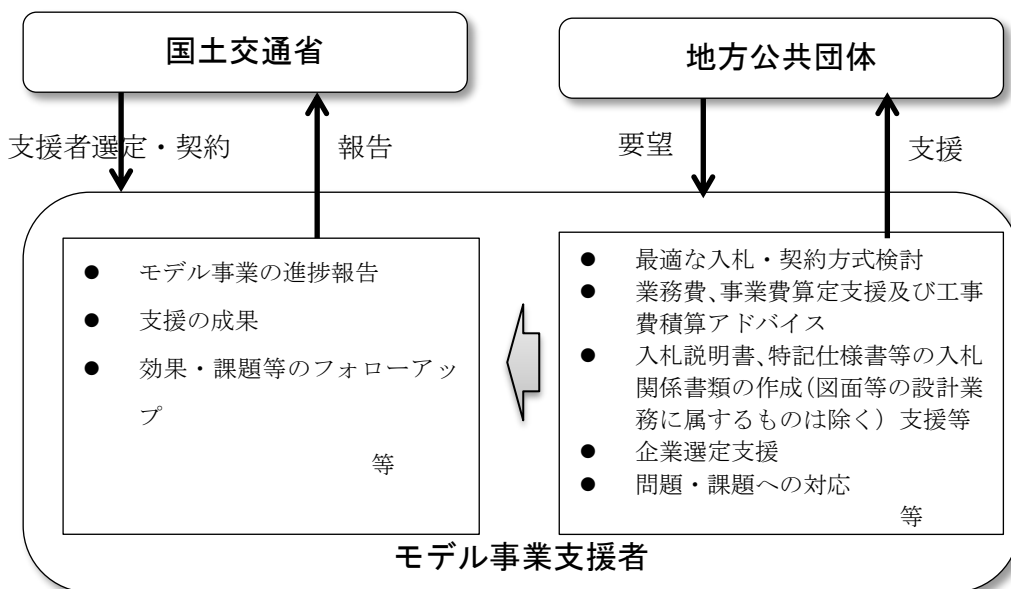 国土交通省
地方公共団体
支援者選定・契約
報告
要望
支援
● モデル事業の進捗報告
● 支援の成果
● 効果・課題等のフォローアッ
プ
等
● 最適な入札・契約方式検討
● 業務費、事業費算定支援及び工事
費積算アドバイス
● 入札説明書、特記仕様書等の入札
関係書類の作成(図面等の設計業
務に属するものは除く) 支援等
● 企業選定支援
● 問題・課題への対応
等
モデル事業支援者